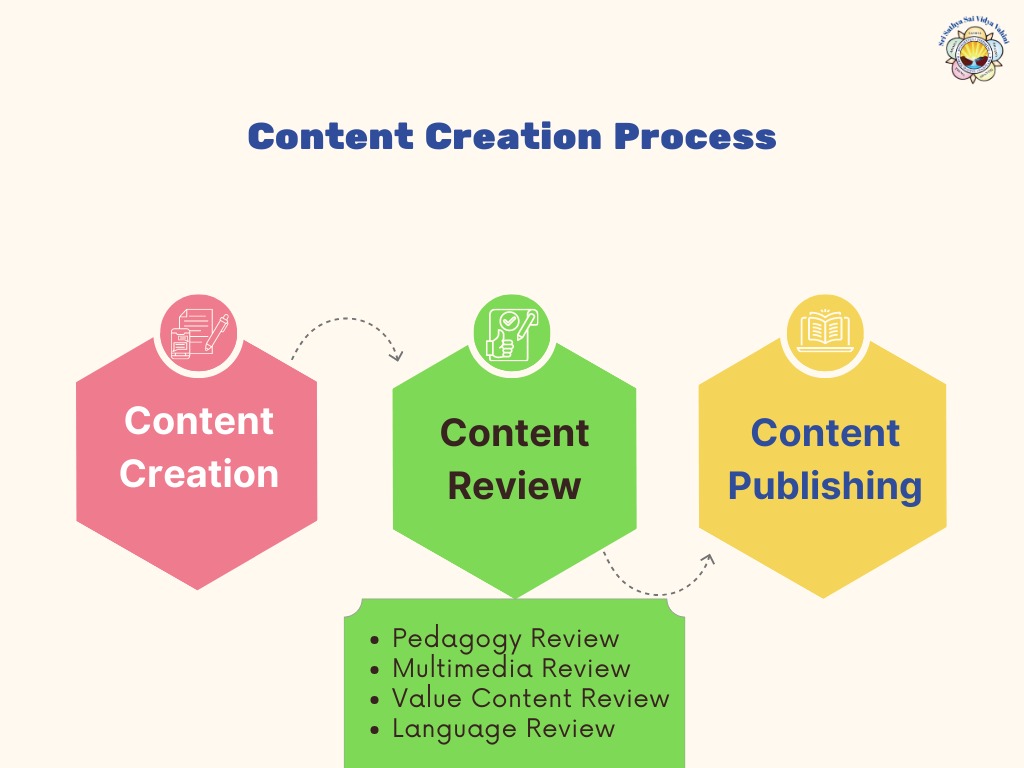 Sri Sathya Sai Vidya Vahini
Content Creation Process
Content
Creation
Content
Review
Content
Publishing
Pedagogy Review
Multimedia Review
Value Content Review
Language Review